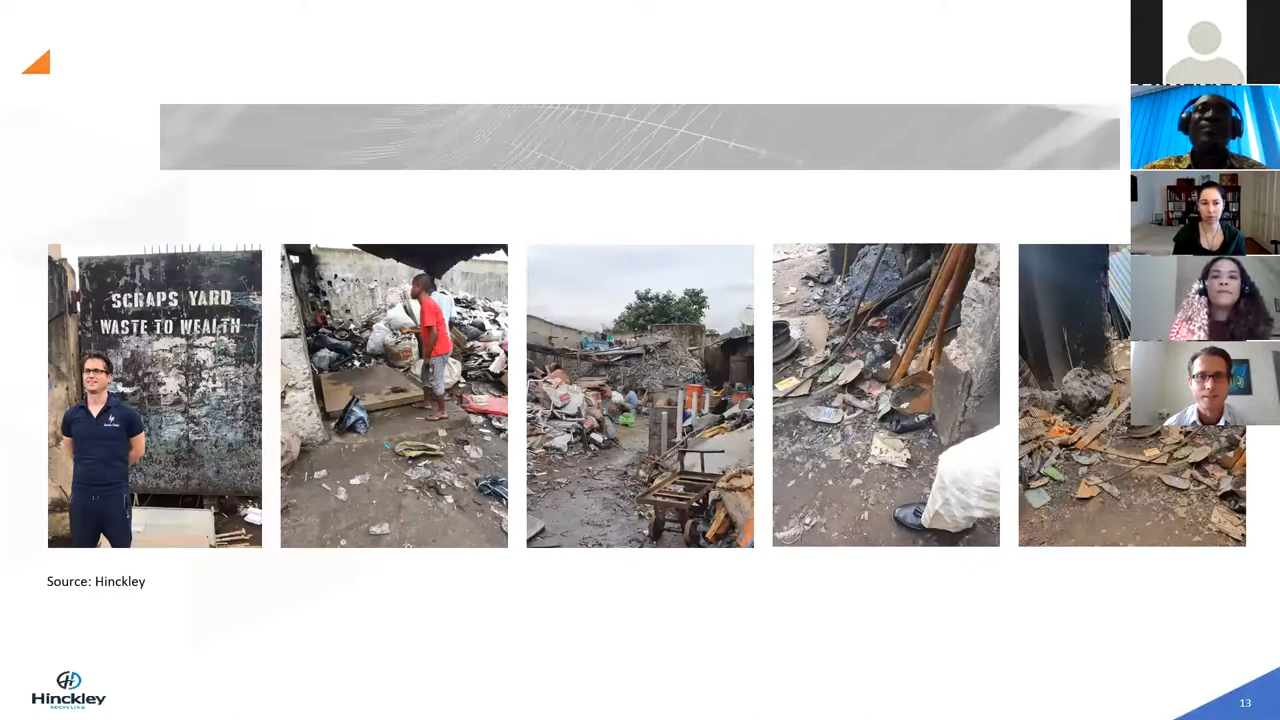 SCRAPS YARD
WASTE TO WEALTH
Source: Hinckley
Hinckley
RECYCLING
13